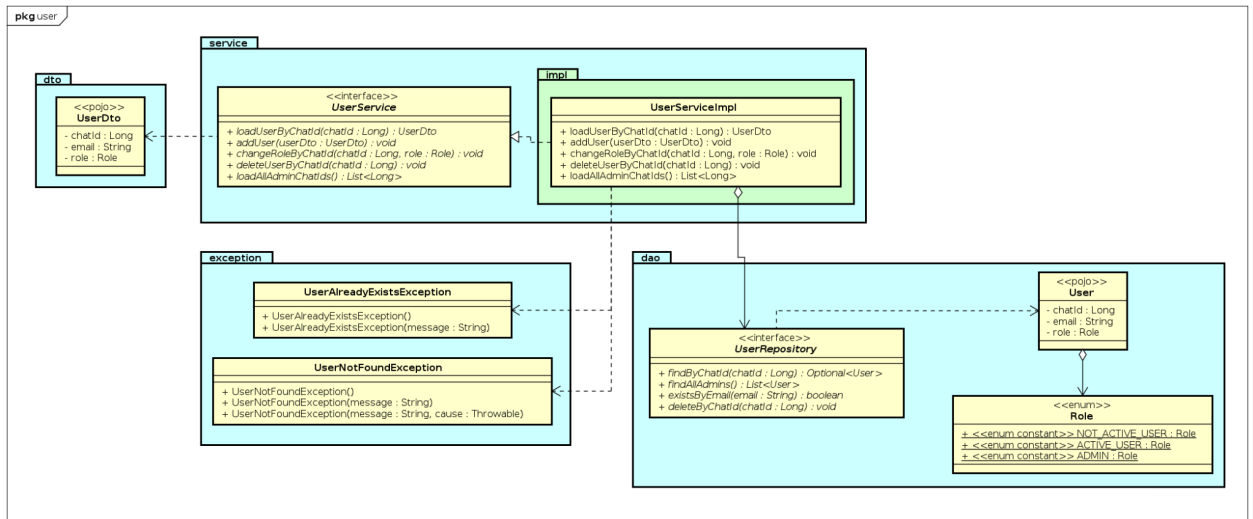 pkg user
service
dto
<<pojo>>
UserDto
- chatId : Long
- email : String
- role : Role
<<interface>>
UserService
+ loadUserByChatId(chatId : Long) : UserDto
+ addUser(userDto : UserDto) : void
+ changeRoleByChatId(chatId : Long, role : Role) : void
+ deleteUserByChatId(chatId : Long) : void
+ loadAllAdminChatIds() : List<Long>
impl
UserServiceImpl
+ loadUserByChatId(chatId : Long) : UserDto
+ addUser(userDto : UserDto) : void
+ changeRoleByChatId(chatId : Long, role : Role) : void
+ deleteUserByChatId(chatId : Long) : void
+ loadAllAdminChatIds() : List<Long>
exception
UserAlreadyExistsException
+ UserAlreadyExistsException()
+ UserAlreadyExistsException(message : String)
UserNotFoundException
+ UserNotFoundException()
+ UserNotFoundException(message : String)
+ UserNotFoundException(message : String, cause : Throwable)
dao
<<interface>>
UserRepository
+ findByChatId(chatId : Long) : Optional<User>
+ findAllAdmins() : List<User>
+ existsByEmail(email : String) : boolean
+ deleteByChatId(chatId : Long) : void
<<pojo>>
User
- chatId : Long
- email : String
- role : Role
<<enum>>
Role
+ <<enum constant>> NOT_ACTIVE_USER : Role
+ <<enum constant>> ACTIVE_USER : Role
+ <<enum constant>> ADMIN : Role